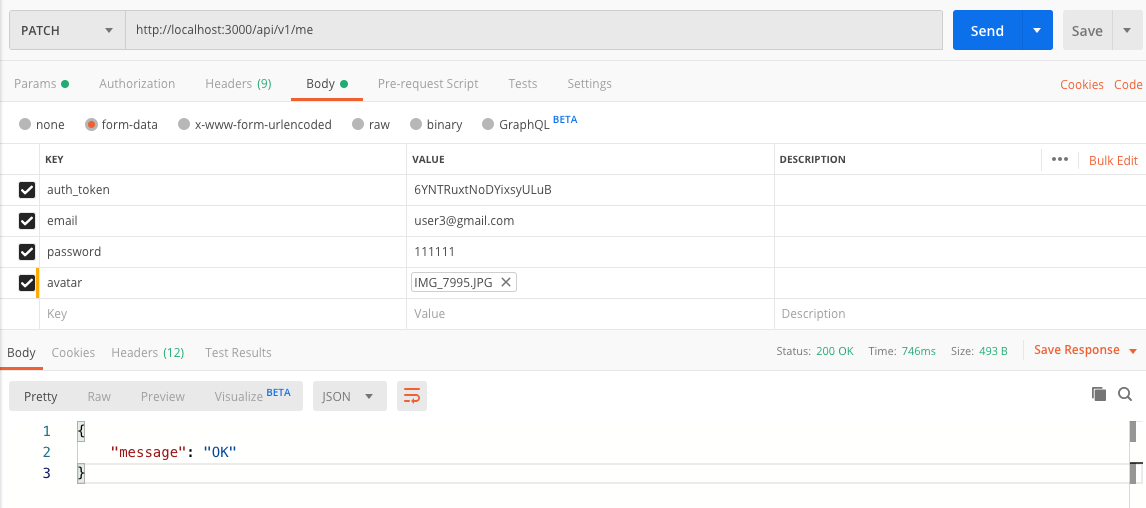 PATCH http://localhost:3000/api/v1/me Send Save
Params Authorization Headers (9) Body Pre-request Script Tests Settings Cookies Code
none form-data x-www-form-urlencoded raw binary GraphQL BETA
KEY VALUE DESCRIPTION ••• Bulk Edit
auth_token 6YNTRuxtNoDYixsyULuB
email user3@gmail.com
password 111111
avatar IMG_7995.JPG
Key Value Description
Body Cookies Headers (12) Test Results Status: 200 OK Time: 746ms Size: 493 B Save Response
Pretty Raw Preview Visualize BETA JSON
1 {
2 "message": "OK"
3 }